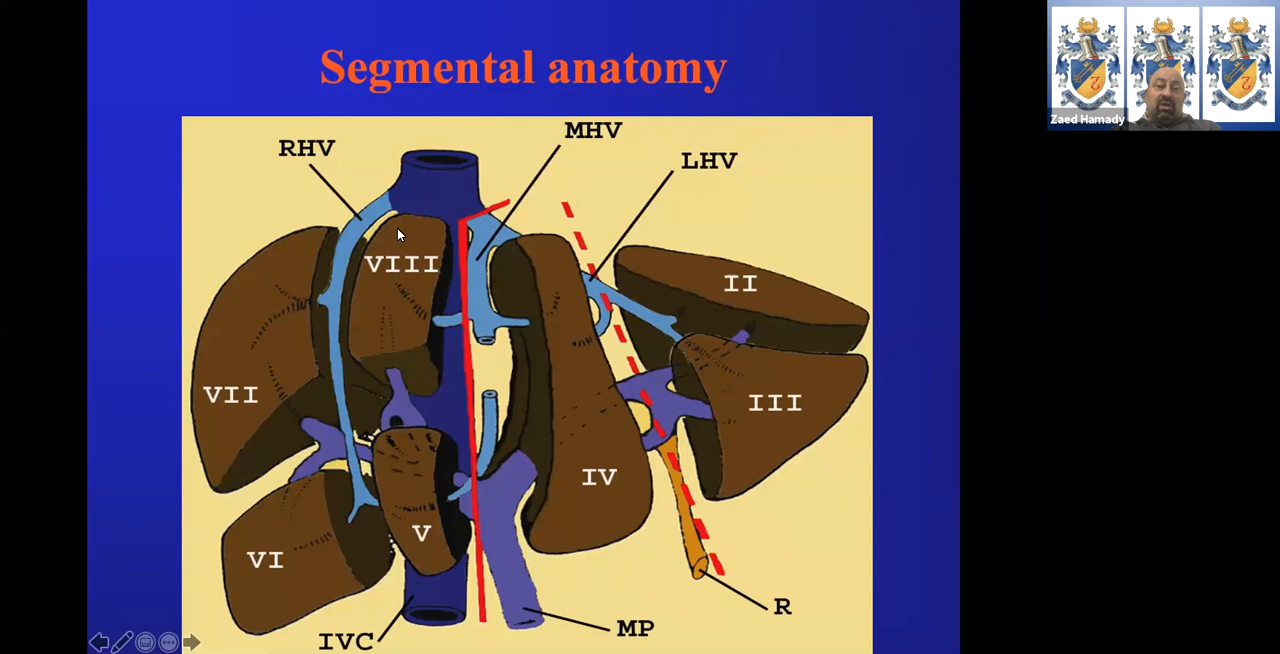 Segmental anatomy
Zaed Hamady
MHV
RHV
LHV
VIII
II
VII
III
IV
V
VI
R
MP
IVC